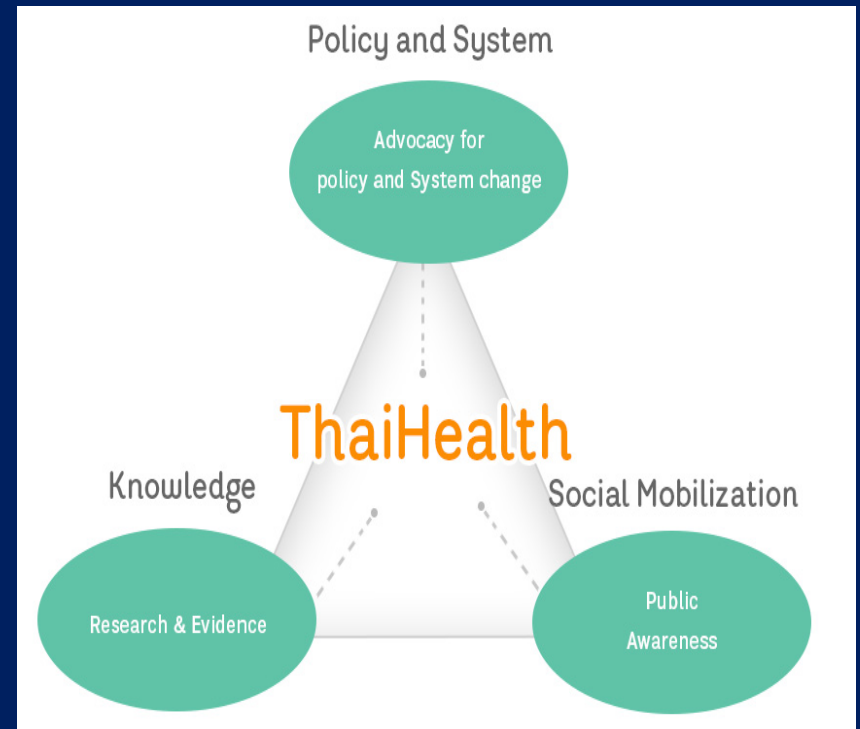 Policy and System
Advocacy for
policy and System change
ThaiHealth
Knowledge
Social Mobilization
Research & Evidence
Public
Awareness